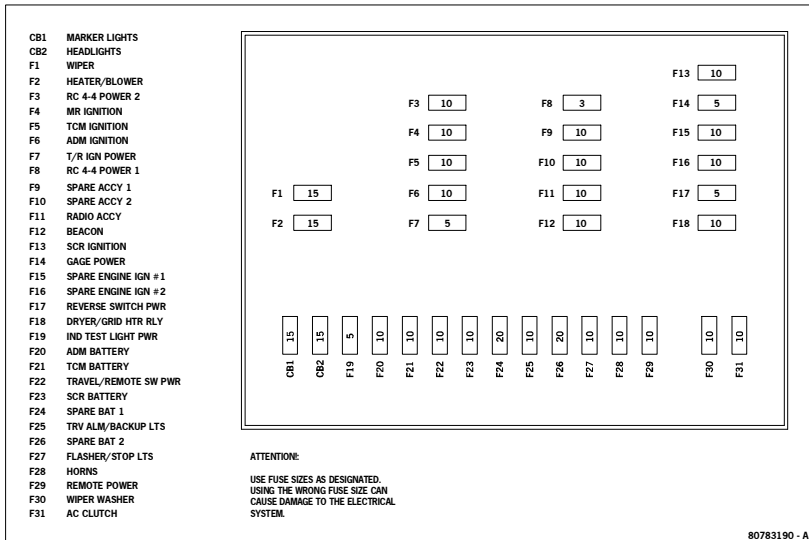 CB1 MARKER LIGHTS
CB2 HEADLIGHTS
F1 WIPER
F2 HEATER/BLOWER
F3 RC 4-4 POWER 2
F4 MR IGNITION
F5 TCM IGNITION
F6 ADM IGNITION
F7 T/R IGN POWER
F8 RC 4-4 POWER 1
F9 SPARE ACCY 1
F10 SPARE ACCY 2
F11 RADIO ACCY
F12 BEACON
F13 SCR IGNITION
F14 GAGE POWER
F15 SPARE ENGINE IGN #1
F16 SPARE ENGINE IGN #2
F17 REVERSE SWITCH PWR
F18 DRYER/GRID HTR RLY
F19 IND TEST LIGHT PWR
F20 ADM BATTERY
F21 TCM BATTERY
F22 TRAVEL/REMOTE SW PWR
F23 SCR BATTERY
F24 SPARE BAT 1
F25 TRV ALM/BACKUP LTS
F26 SPARE BAT 2
F27 FLASHER/STOP LTS
F28 HORNS
F29 REMOTE POWER
F30 WIPER WASHER
F31 AC CLUTCH
F13 10
F3 10 F8 3 F14 5
F4 10 F9 10 F15 10
F5 10 F10 10 F16 10
F1 15 F6 10 F11 10 F17 5
F2 15 F7 5 F12 10 F18 10
15 15 5 10 10 10 10 20 10 20 10 10 10 10 10
CB1 CB2 F19 F20 F21 F22 F23 F24 F25 F26 F27 F28 F29 F30 F31
ATTENTION!:
USE FUSE SIZES AS DESIGNATED.
USING THE WRONG FUSE SIZE CAN
CAUSE DAMAGE TO THE ELECTRICAL
SYSTEM.
80783190 - A